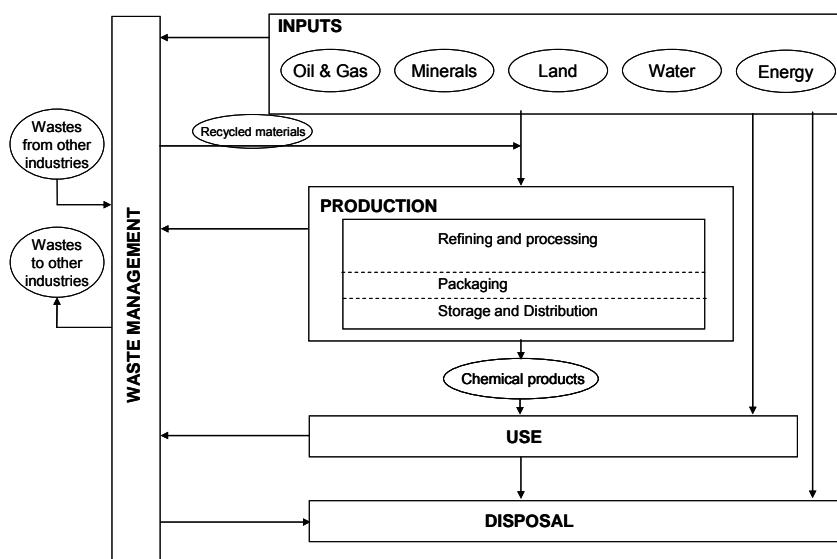 INPUTS
Oil & Gas
Minerals
Land
Water
Energy
Wastes
from other
industries
Recycled materials
PRODUCTION
Refining and processing
Wastes
to other
industries
Packaging
Storage and Distribution
WASTE MANAGEMENT
Chemical products
USE
DISPOSAL